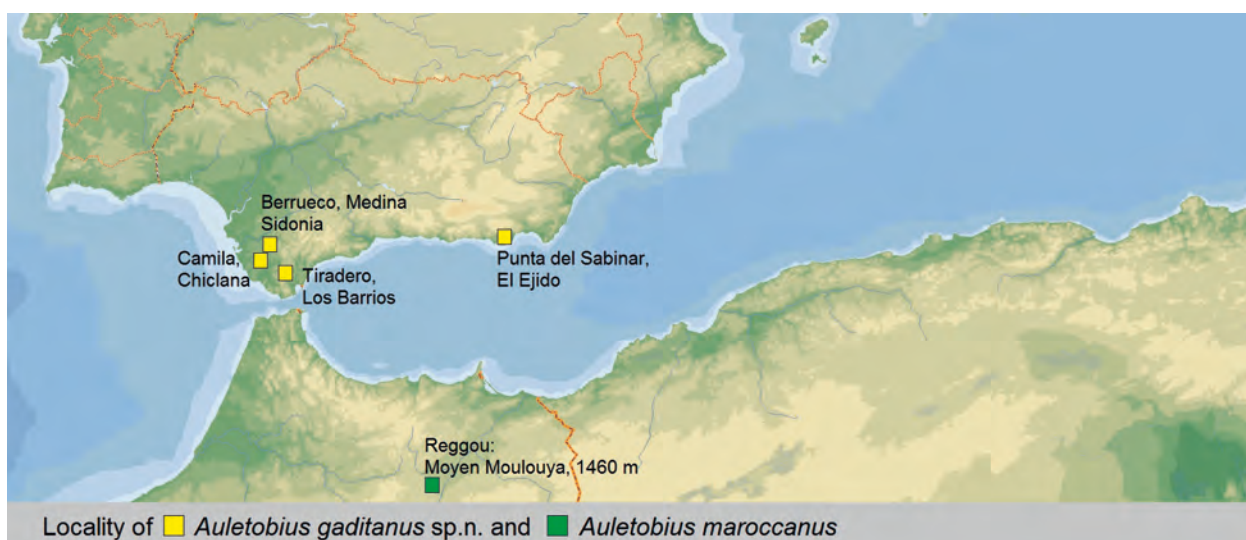 Berrueco, Medina
Sidonia
Camila,
Chiclana
Tiradero,
Los Barrios
Punta del Sabinar,
El Ejido
Reggou:
Moyen Moulouya, 1460 m
Locality of Auletobius gaditanus sp.n. and Auletobius maroccanus